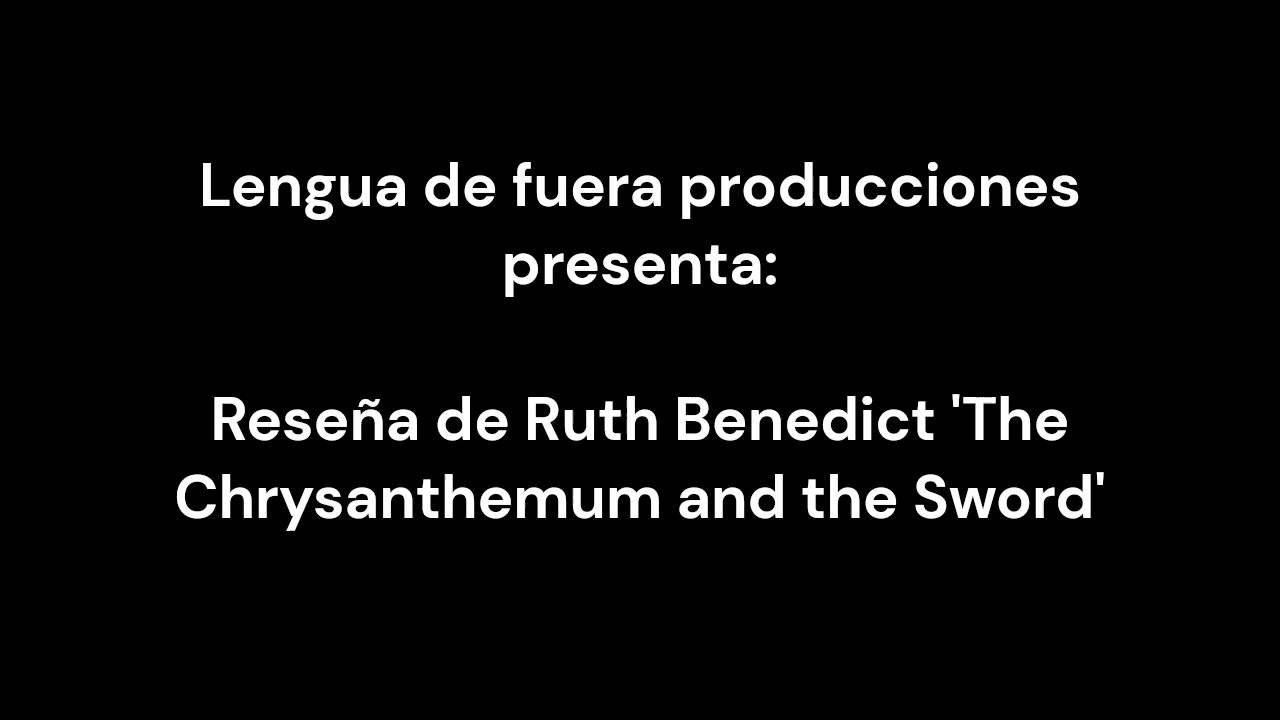 Lengua de fuera producciones
presenta:
Reseña de Ruth Benedict 'The
Chrysanthemum and the Sword'